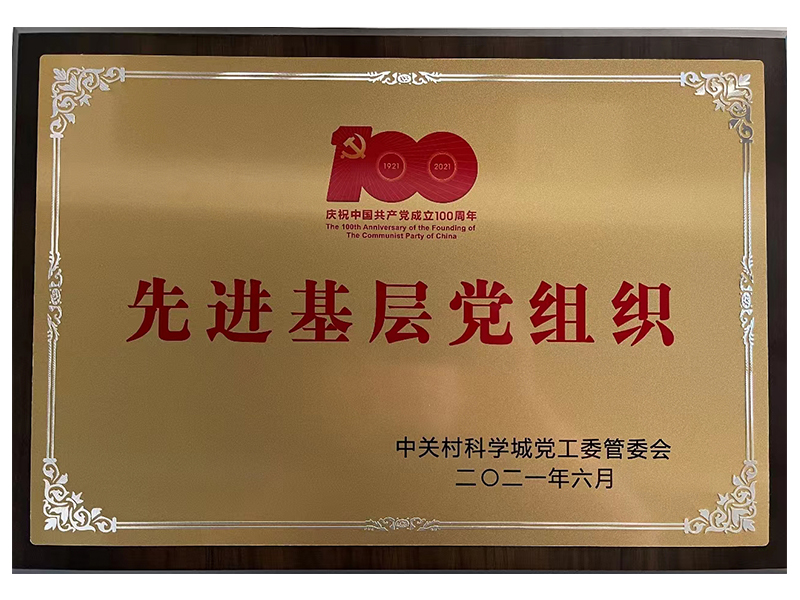 100
1921 2021
庆祝中国共产党成立100周年
The 100th Anniversary of the Founding of
The Communist Party of China
先进基层党组织
中关村科学城党工委管委会
二〇二一年六月